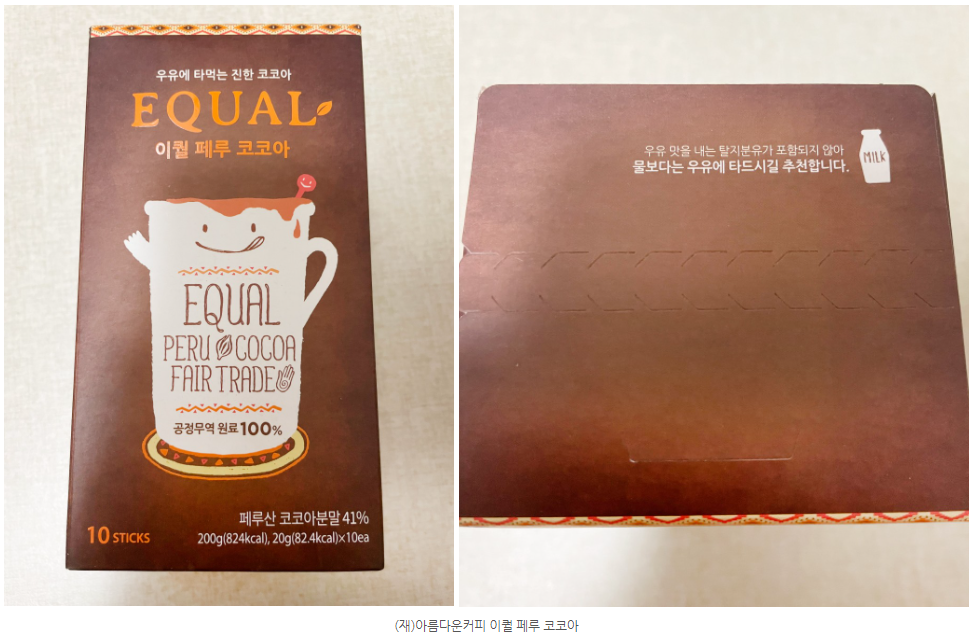 우유에 타먹는 진한 코코아
EQUAL
이퀄 페루 코코아
EQUAL
PERU COCOA
FAIR TRADE
공정무역 원료 100%
10 STICKS
페루산 코코아분말 41%
200g(824kcal), 20g(82.4kcal)×10ea
우유 맛을 내는 탈지분유가 포함되지 않아
물보다는 우유에 타드시길 추천합니다.
MILK
(재)아름다운커피 이퀄 페루 코코아